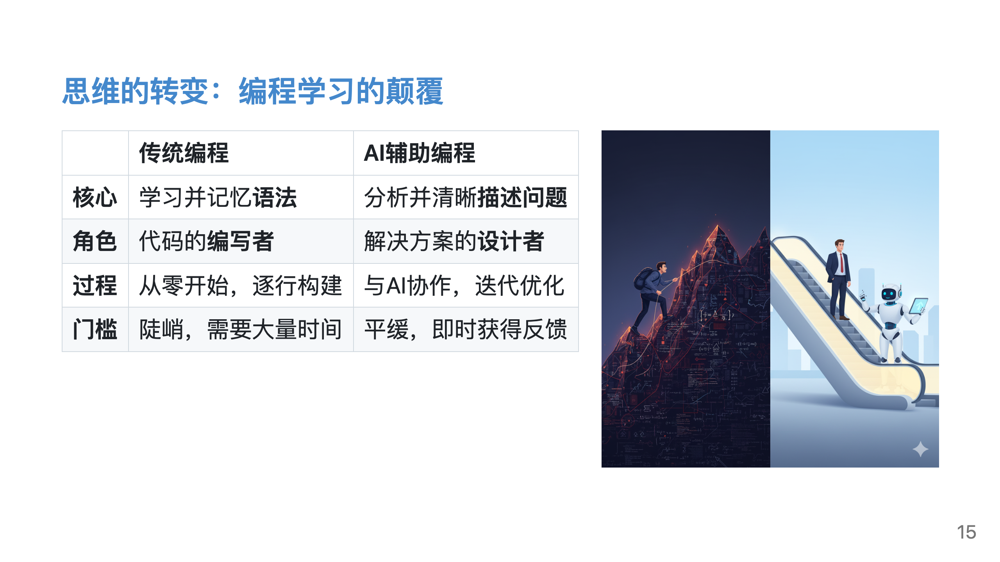 思维的转变：编程学习的颠覆
传统编程 AI辅助编程
核心 学习并记忆语法 分析并清晰描述问题
角色 代码的编写者 解决方案的设计者
过程 从零开始，逐行构建 与AI协作，迭代优化
门槛 陡峭，需要大量时间 平缓，即时获得反馈
15